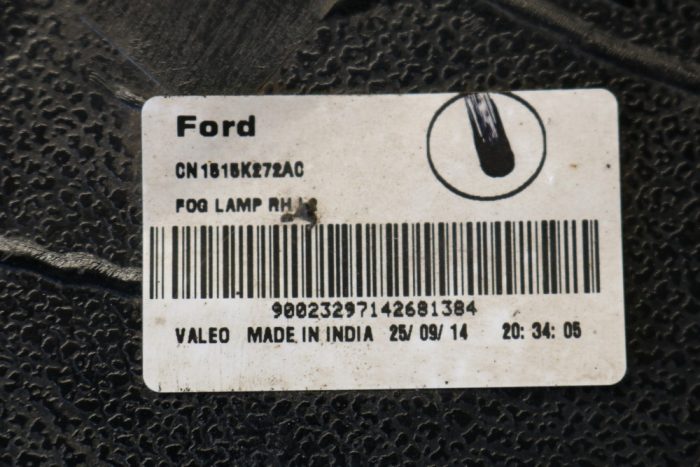 Ford
CN1515K272AC
FOG LAMP RH
90023297142681384
VALEO MADE IN INDIA 25/ 09/ 14 20: 34: 05